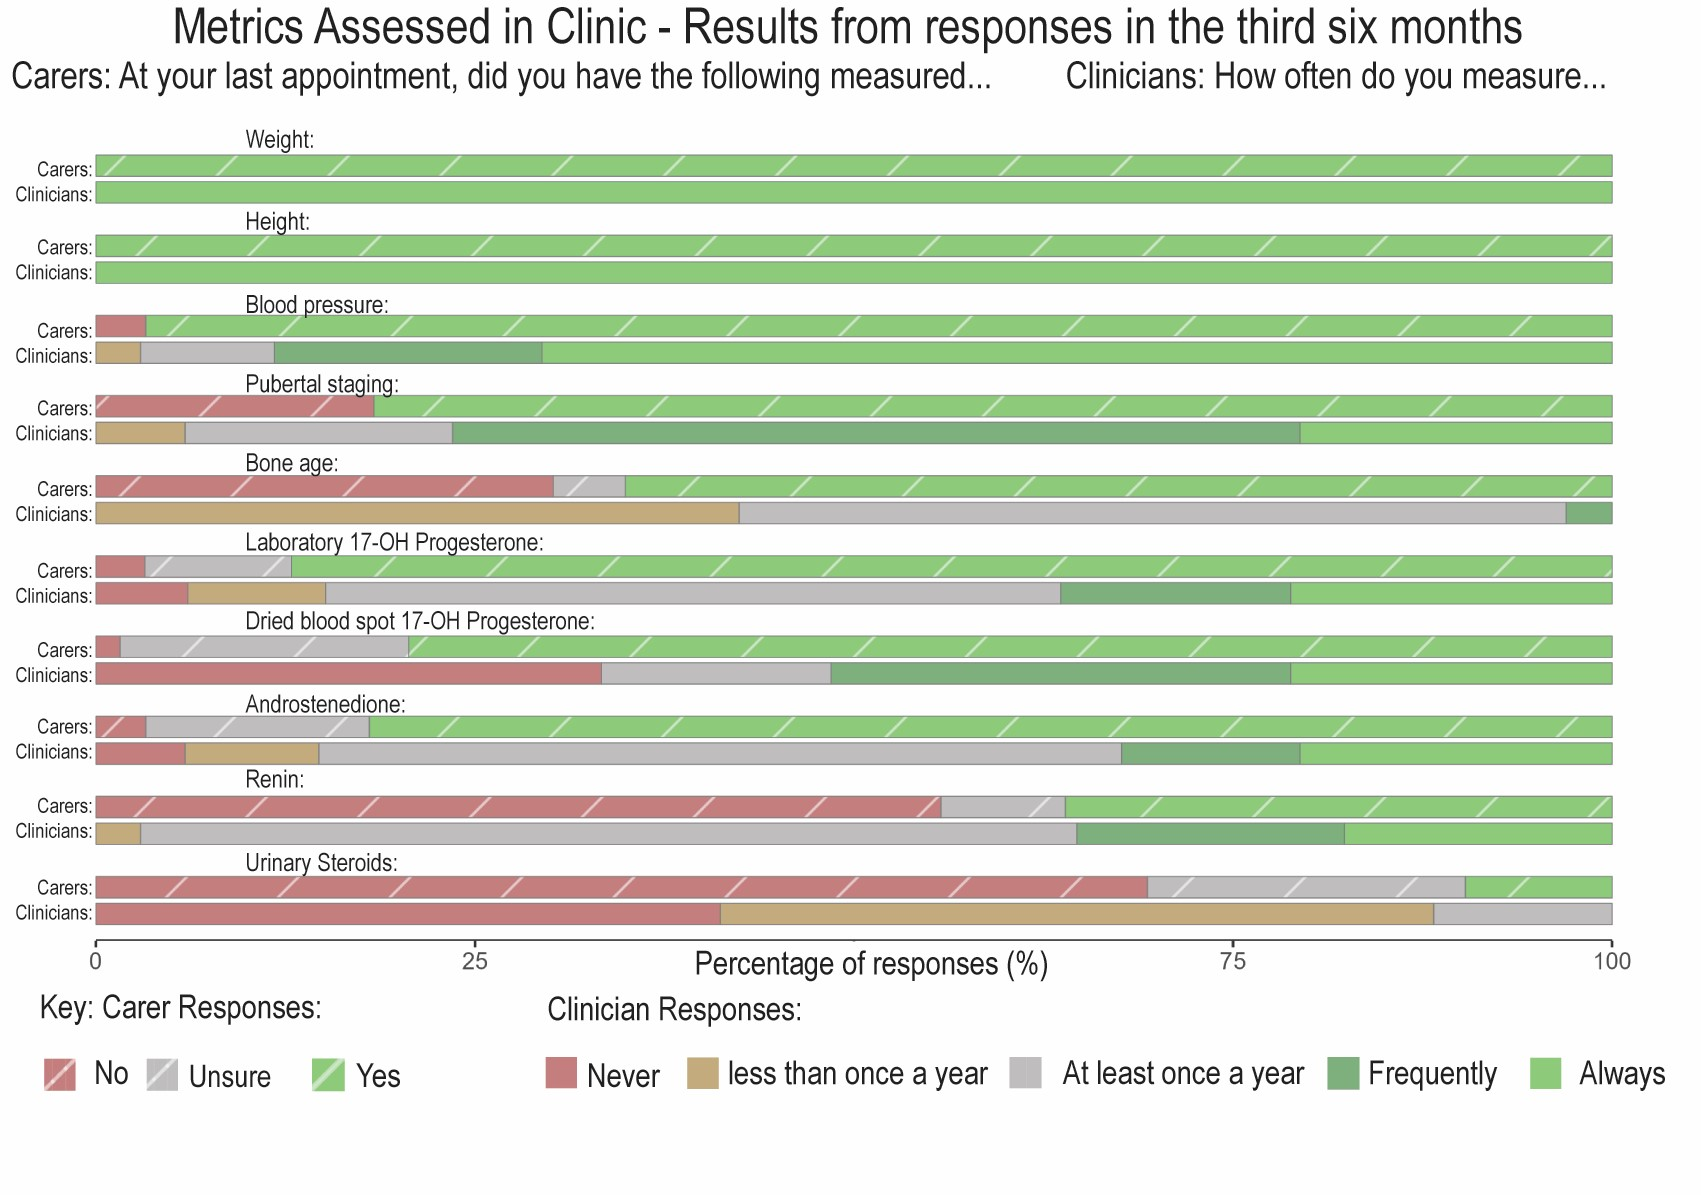 Metrics Assessed in Clinic - Results from responses in the third six months
Carers: At your last appointment, did you have the following measured... Clinicians: How often do you measure...
Weight:
Carers:
Clinicians:
Height:
Carers:
Clinicians:
Blood pressure:
Carers:
Clinicians:
Pubertal staging:
Carers:
Clinicians:
Bone age:
Carers:
Clinicians:
Laboratory 17-OH Progesterone:
Carers:
Clinicians:
Dried blood spot 17-OH Progesterone:
Carers:
Clinicians:
Androstenedione:
Carers:
Clinicians:
Renin:
Carers:
Clinicians:
Urinary Steroids:
Carers:
Clinicians:
0 25 75 100
Percentage of responses (%)
Key: Carer Responses: Clinician Responses:
No Unsure Yes Never less than once a year At least once a year Frequently Always